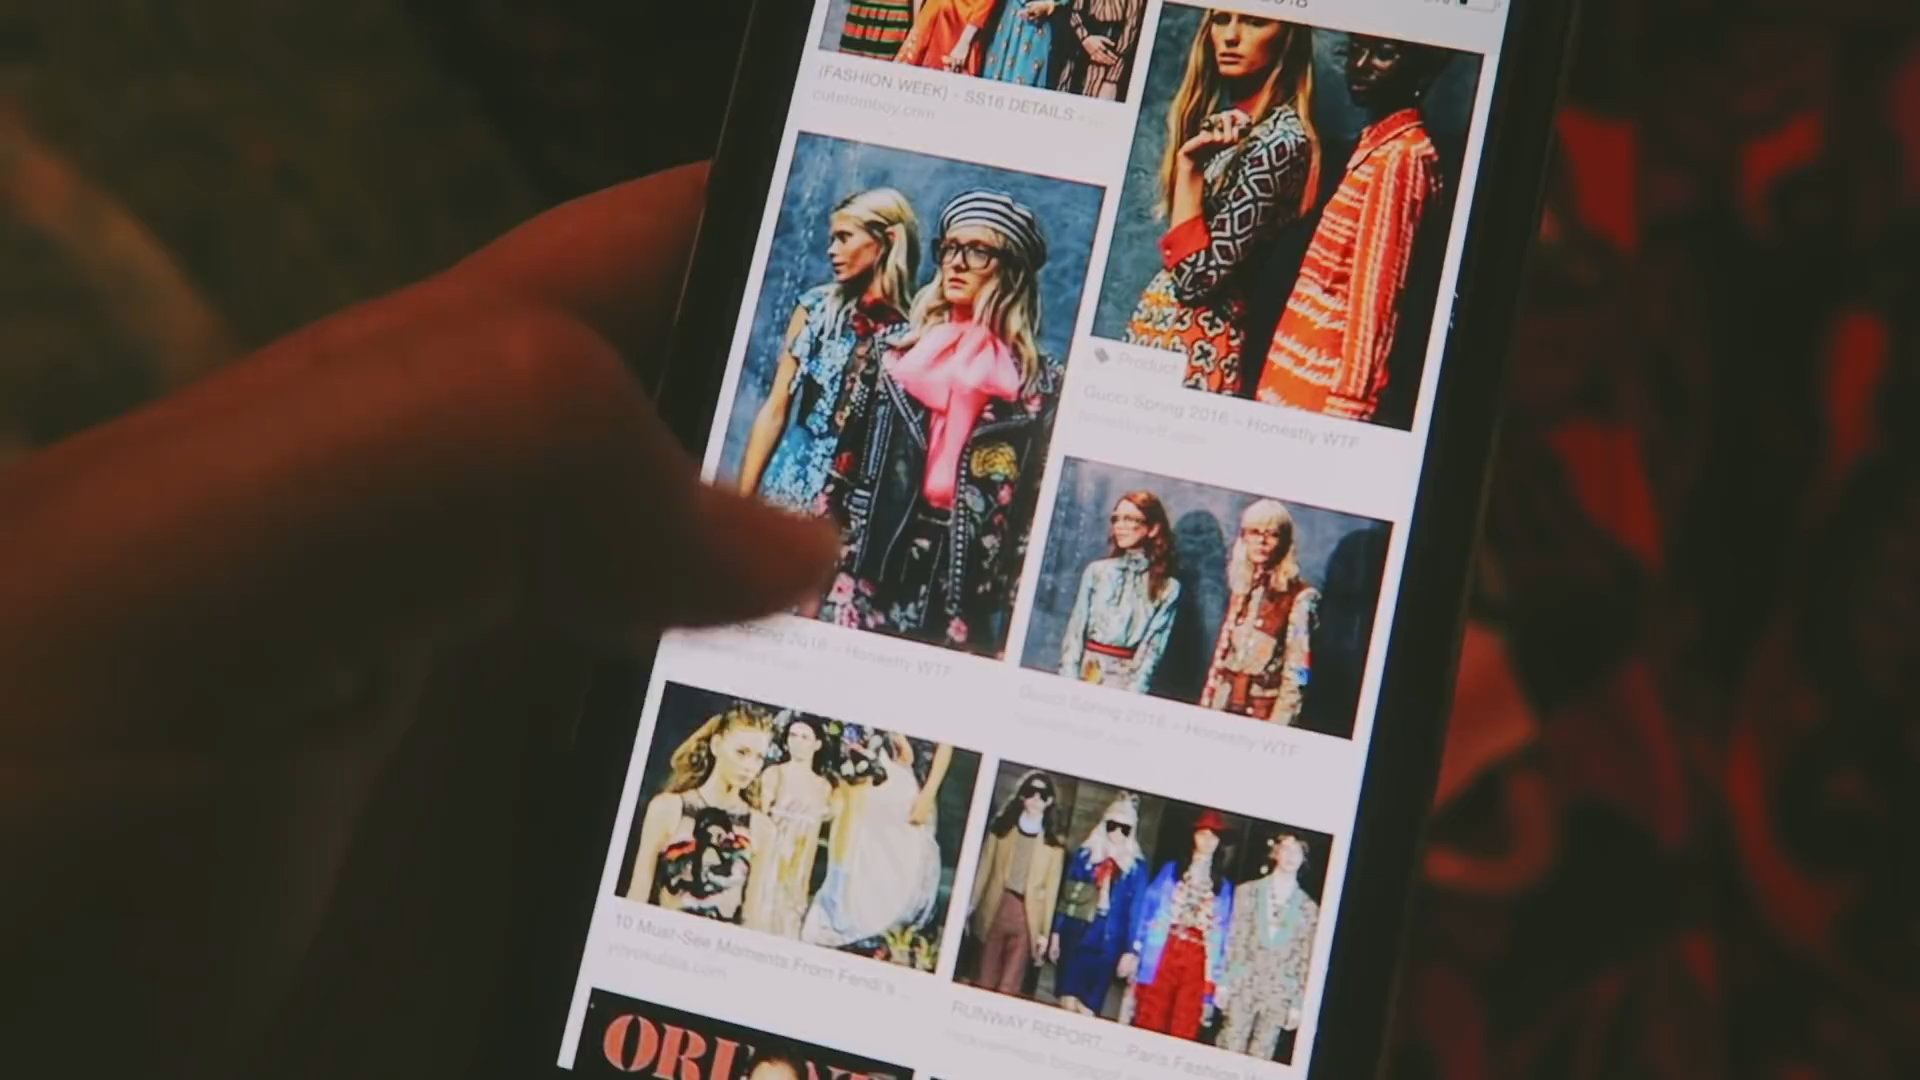 (FASHION WEEK) - SS16 DETAILS - ...
cutetomboy.com
Product
Gucci Spring 2016 – Honestly WTF
Spring 2016 – Honestly WTF
Gucci Spring 2016 – Honestly WTF
10 Must-See Moments From Fendi's ...
RUNWAY REPORT.....Paris Fashion W